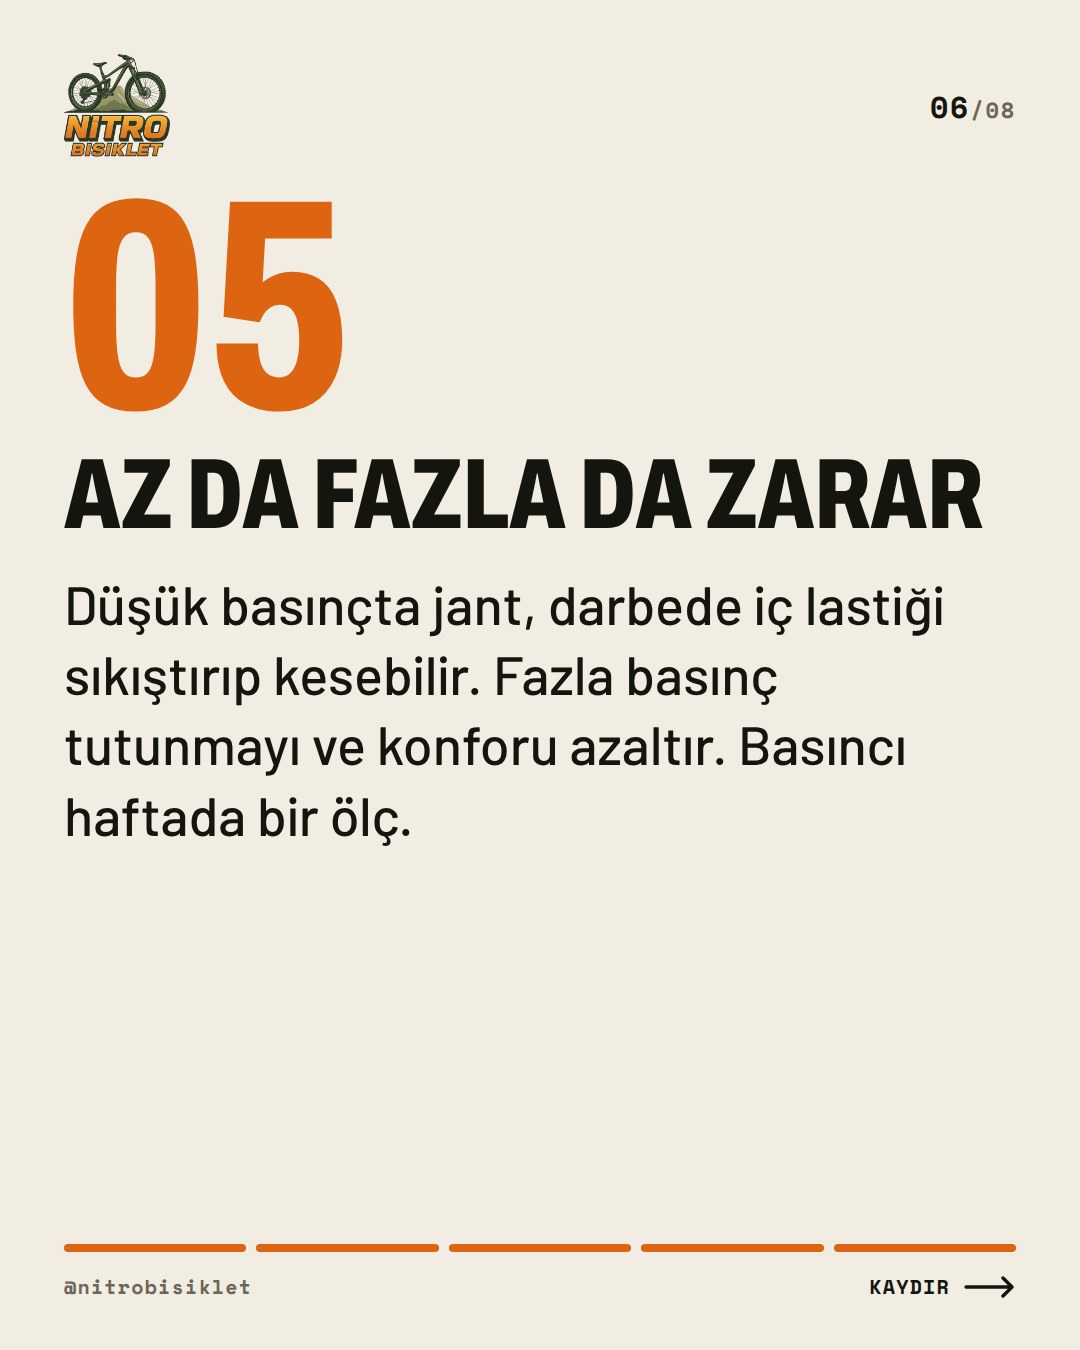 NiTRO
BISIKLET
06/08
05
AZ DA FAZLA DA ZARAR
Düşük basınçta jant, darbede iç lastiği
sıkıştırıp kesebilir. Fazla basınç
tutunmayı ve konforu azaltır. Basıncı
haftada bir ölç.
@nitrobisiklet
KAYDIR